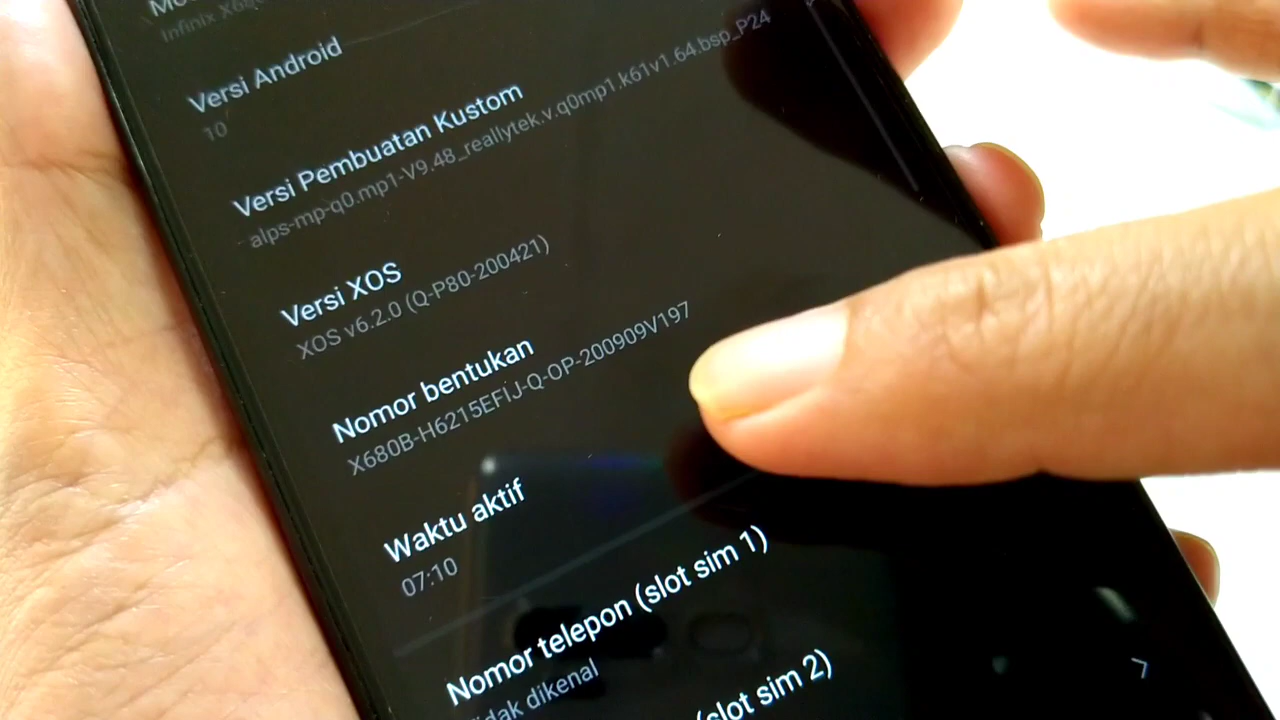 Infinix
Versi Android
10
Versi Pembuatan Kustom
alps-mp-q0.mp1-V9.48_reallytek.v.q0mp1.k61v1.64.bsp_P24
Versi XOS
XOS v6.2.0 (Q-P80-200421)
Nomor bentukan
X680B-H6215EFIJ-Q-OP-200909V197
Waktu aktif
07:10
Nomor telepon (slot sim 1)
Tidak dikenal
(slot sim 2)